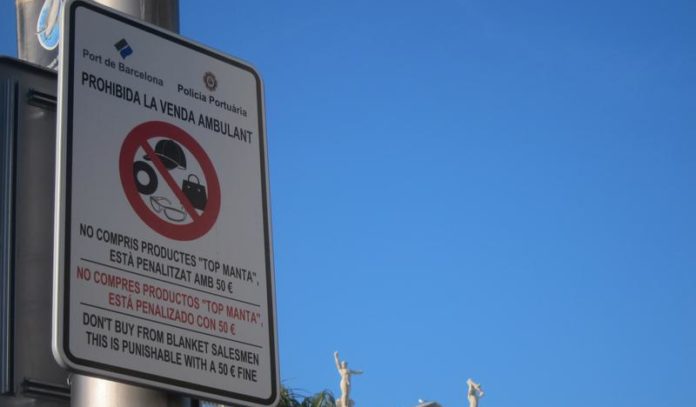 Port de Barcelona
Policia Portuària
PROHIBIDA LA VENDA AMBULANT
NO COMPRIS PRODUCTES "TOP MANTA",
ESTÀ PENALITZAT AMB 50 €
NO COMPRES PRODUCTOS "TOP MANTA",
ESTÁ PENALIZADO CON 50 €
DON'T BUY FROM BLANKET SALESMEN
THIS IS PUNISHABLE WITH A 50 € FINE